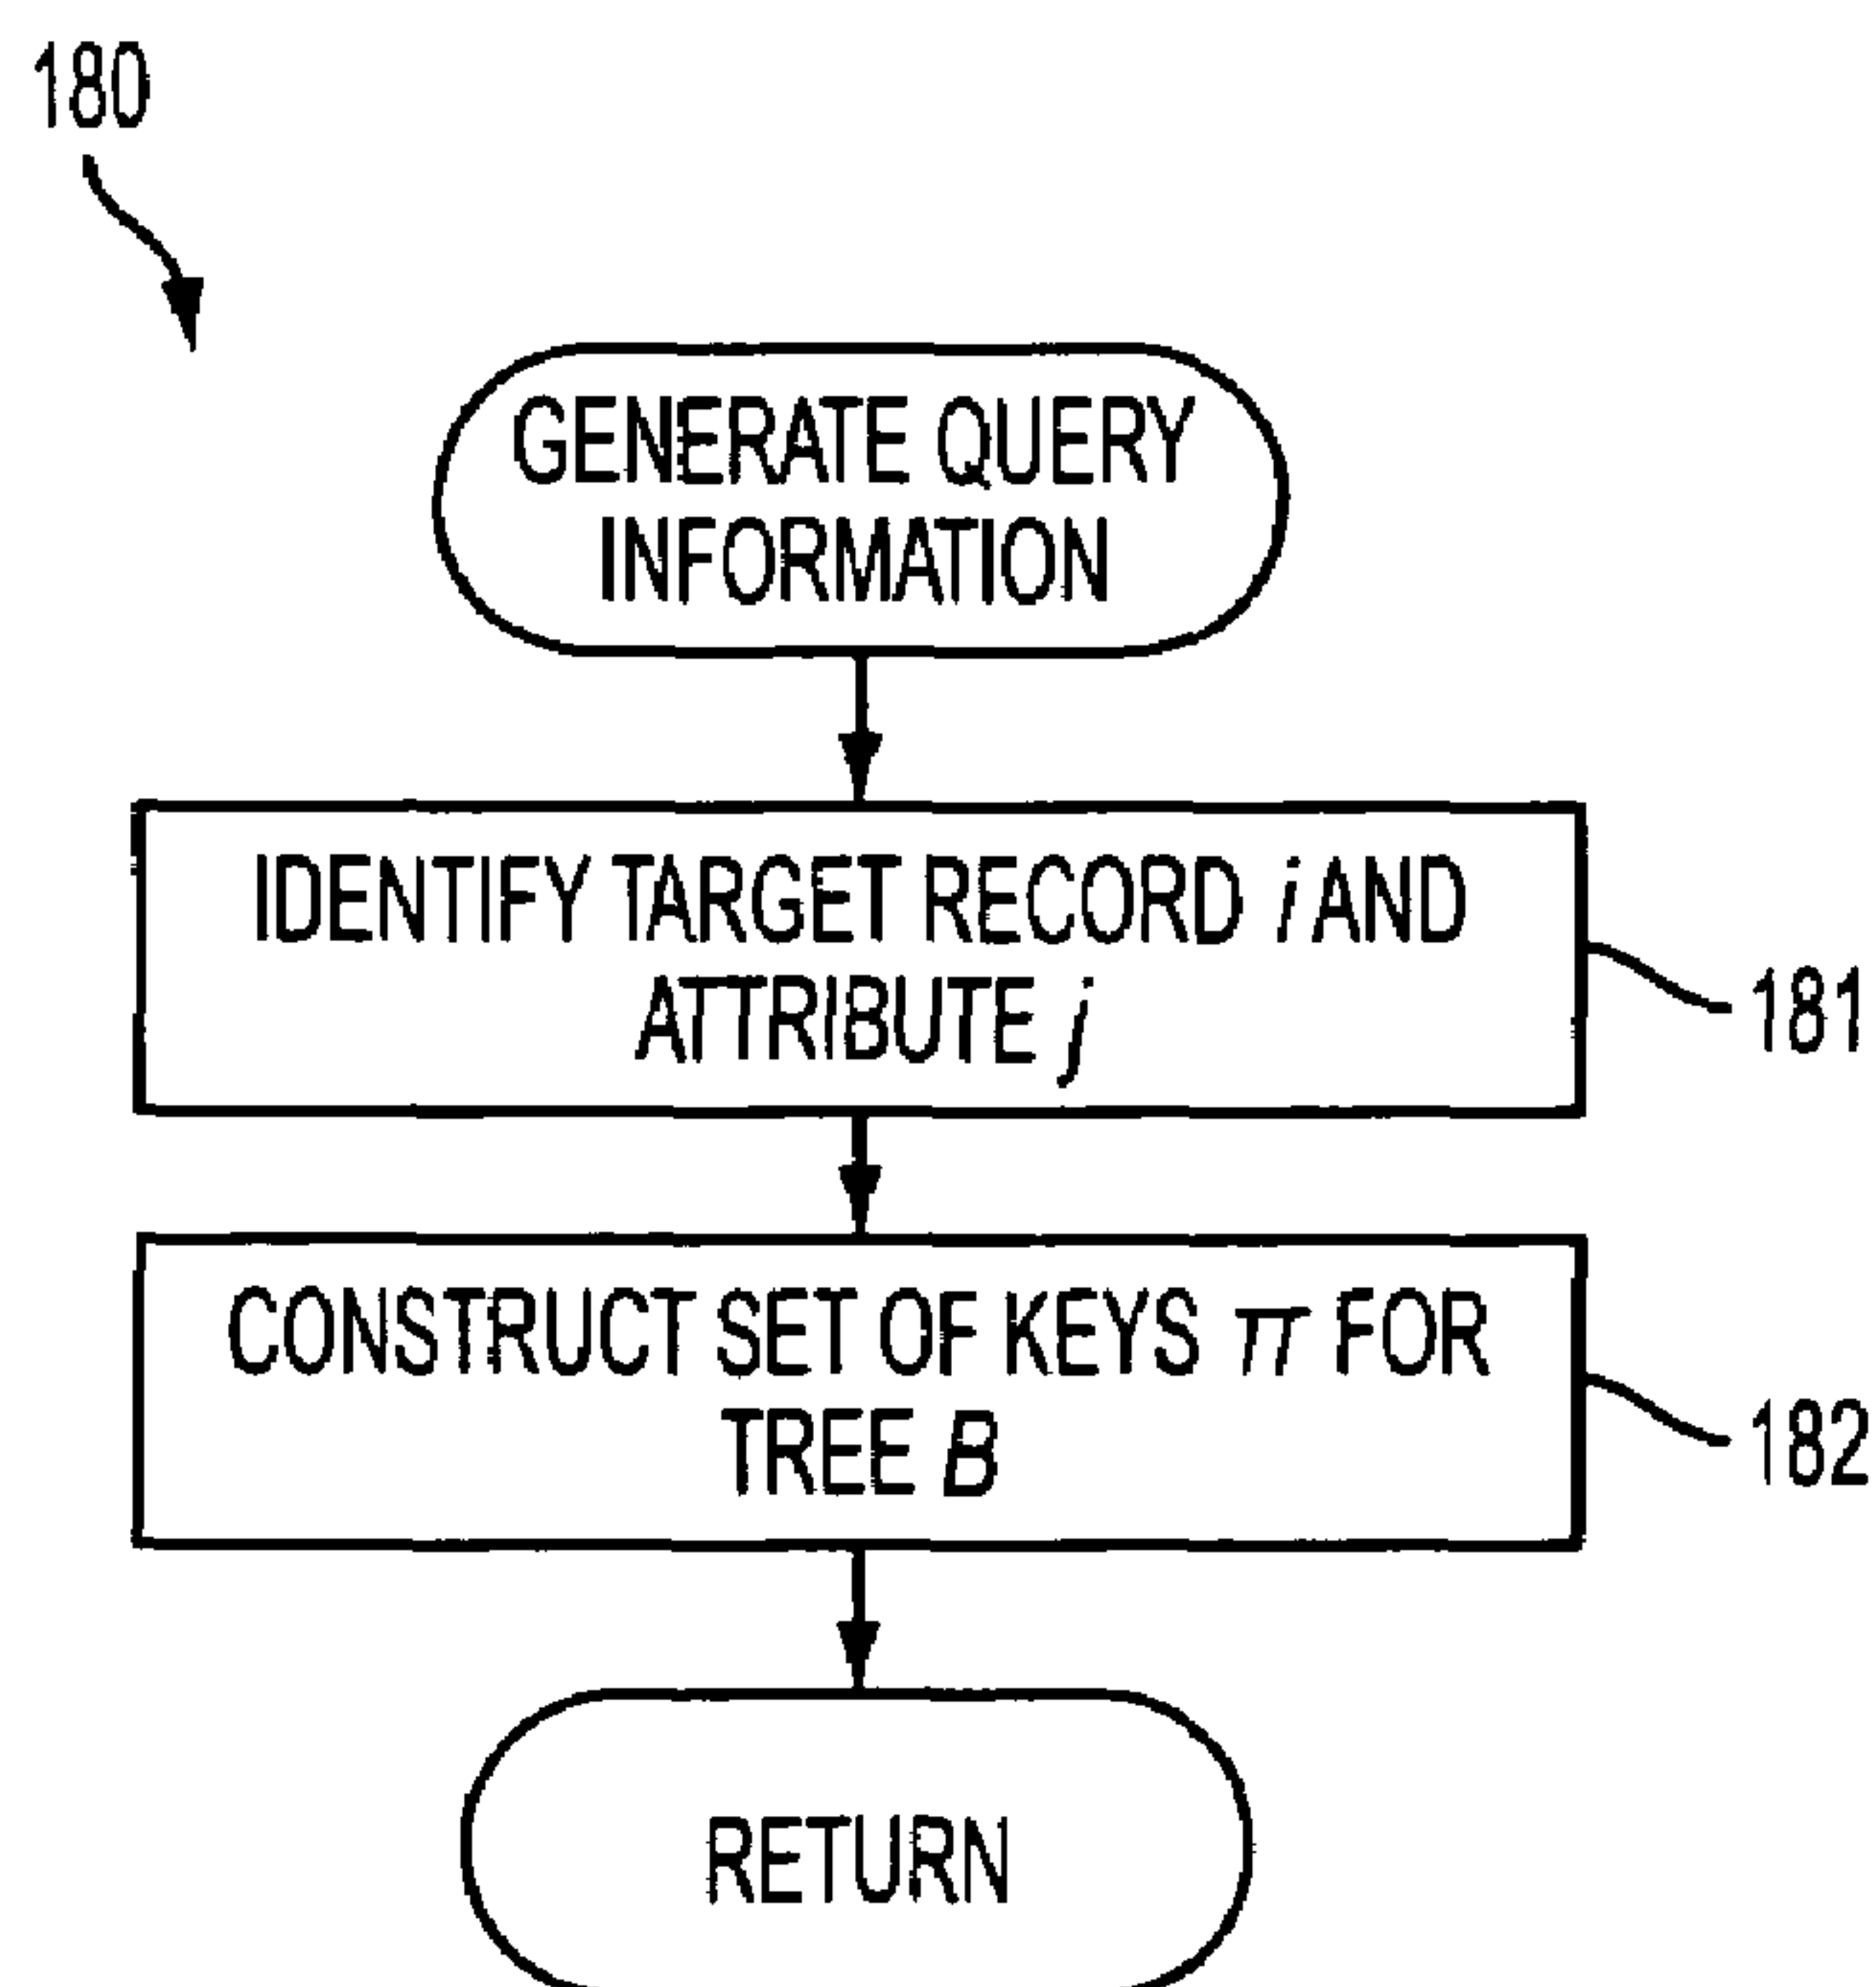 180
GENERATE QUERY
INFORMATION
IDENTIFY TARGET RECORD i AND
ATTRIBUTE j
181
CONSTRUCT SET OF KEYS π FOR
TREE B
182
RETURN